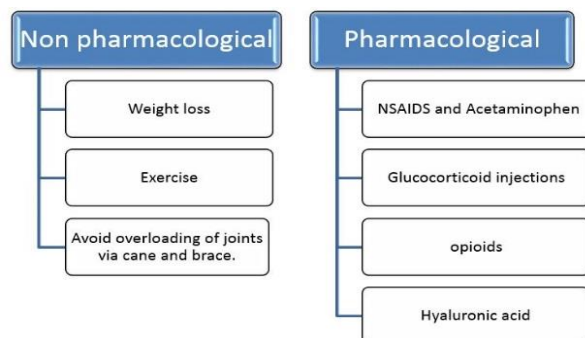 Non pharmacological
Weight loss
Exercise
Avoid overloading of joints
via cane and brace.
Pharmacological
NSAIDS and Acetaminophen
Glucocorticoid injections
opioids
Hyaluronic acid